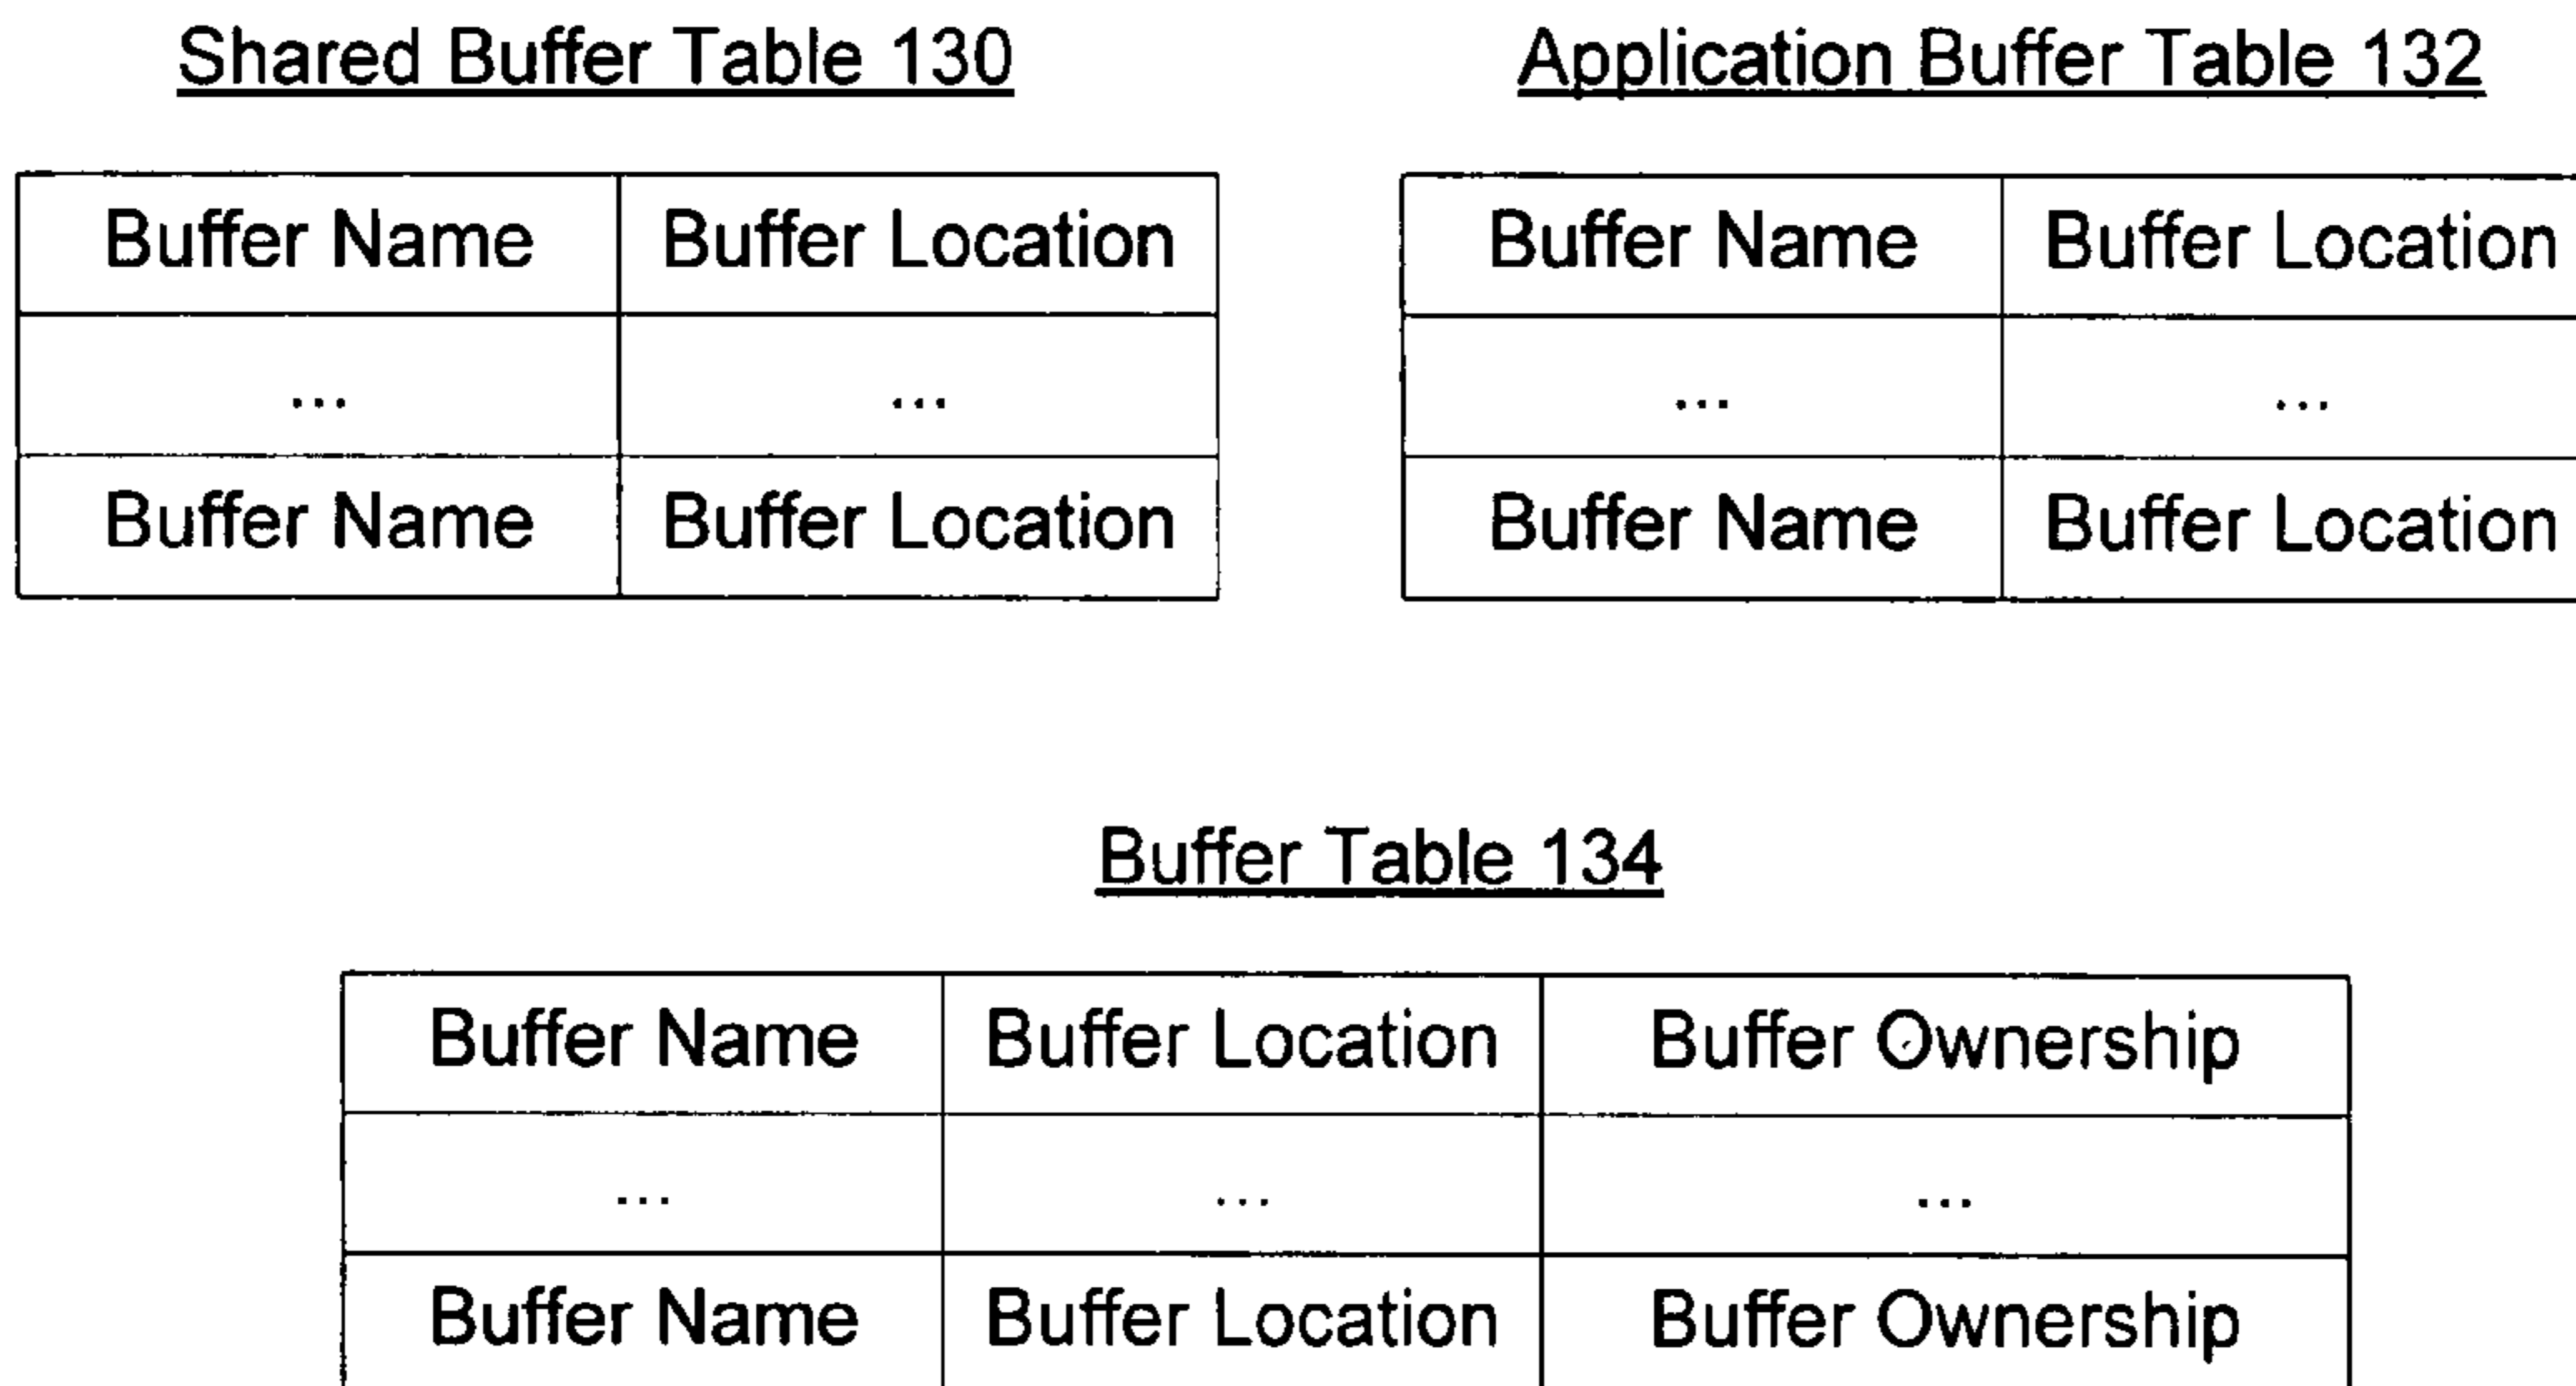 Shared Buffer Table 130
Buffer Name Buffer Location
... ...
Buffer Name Buffer Location
Application Buffer Table 132
Buffer Name Buffer Location
... ...
Buffer Name Buffer Location
Buffer Table 134
Buffer Name Buffer Location Buffer Ownership
... ... ...
Buffer Name Buffer Location Buffer Ownership